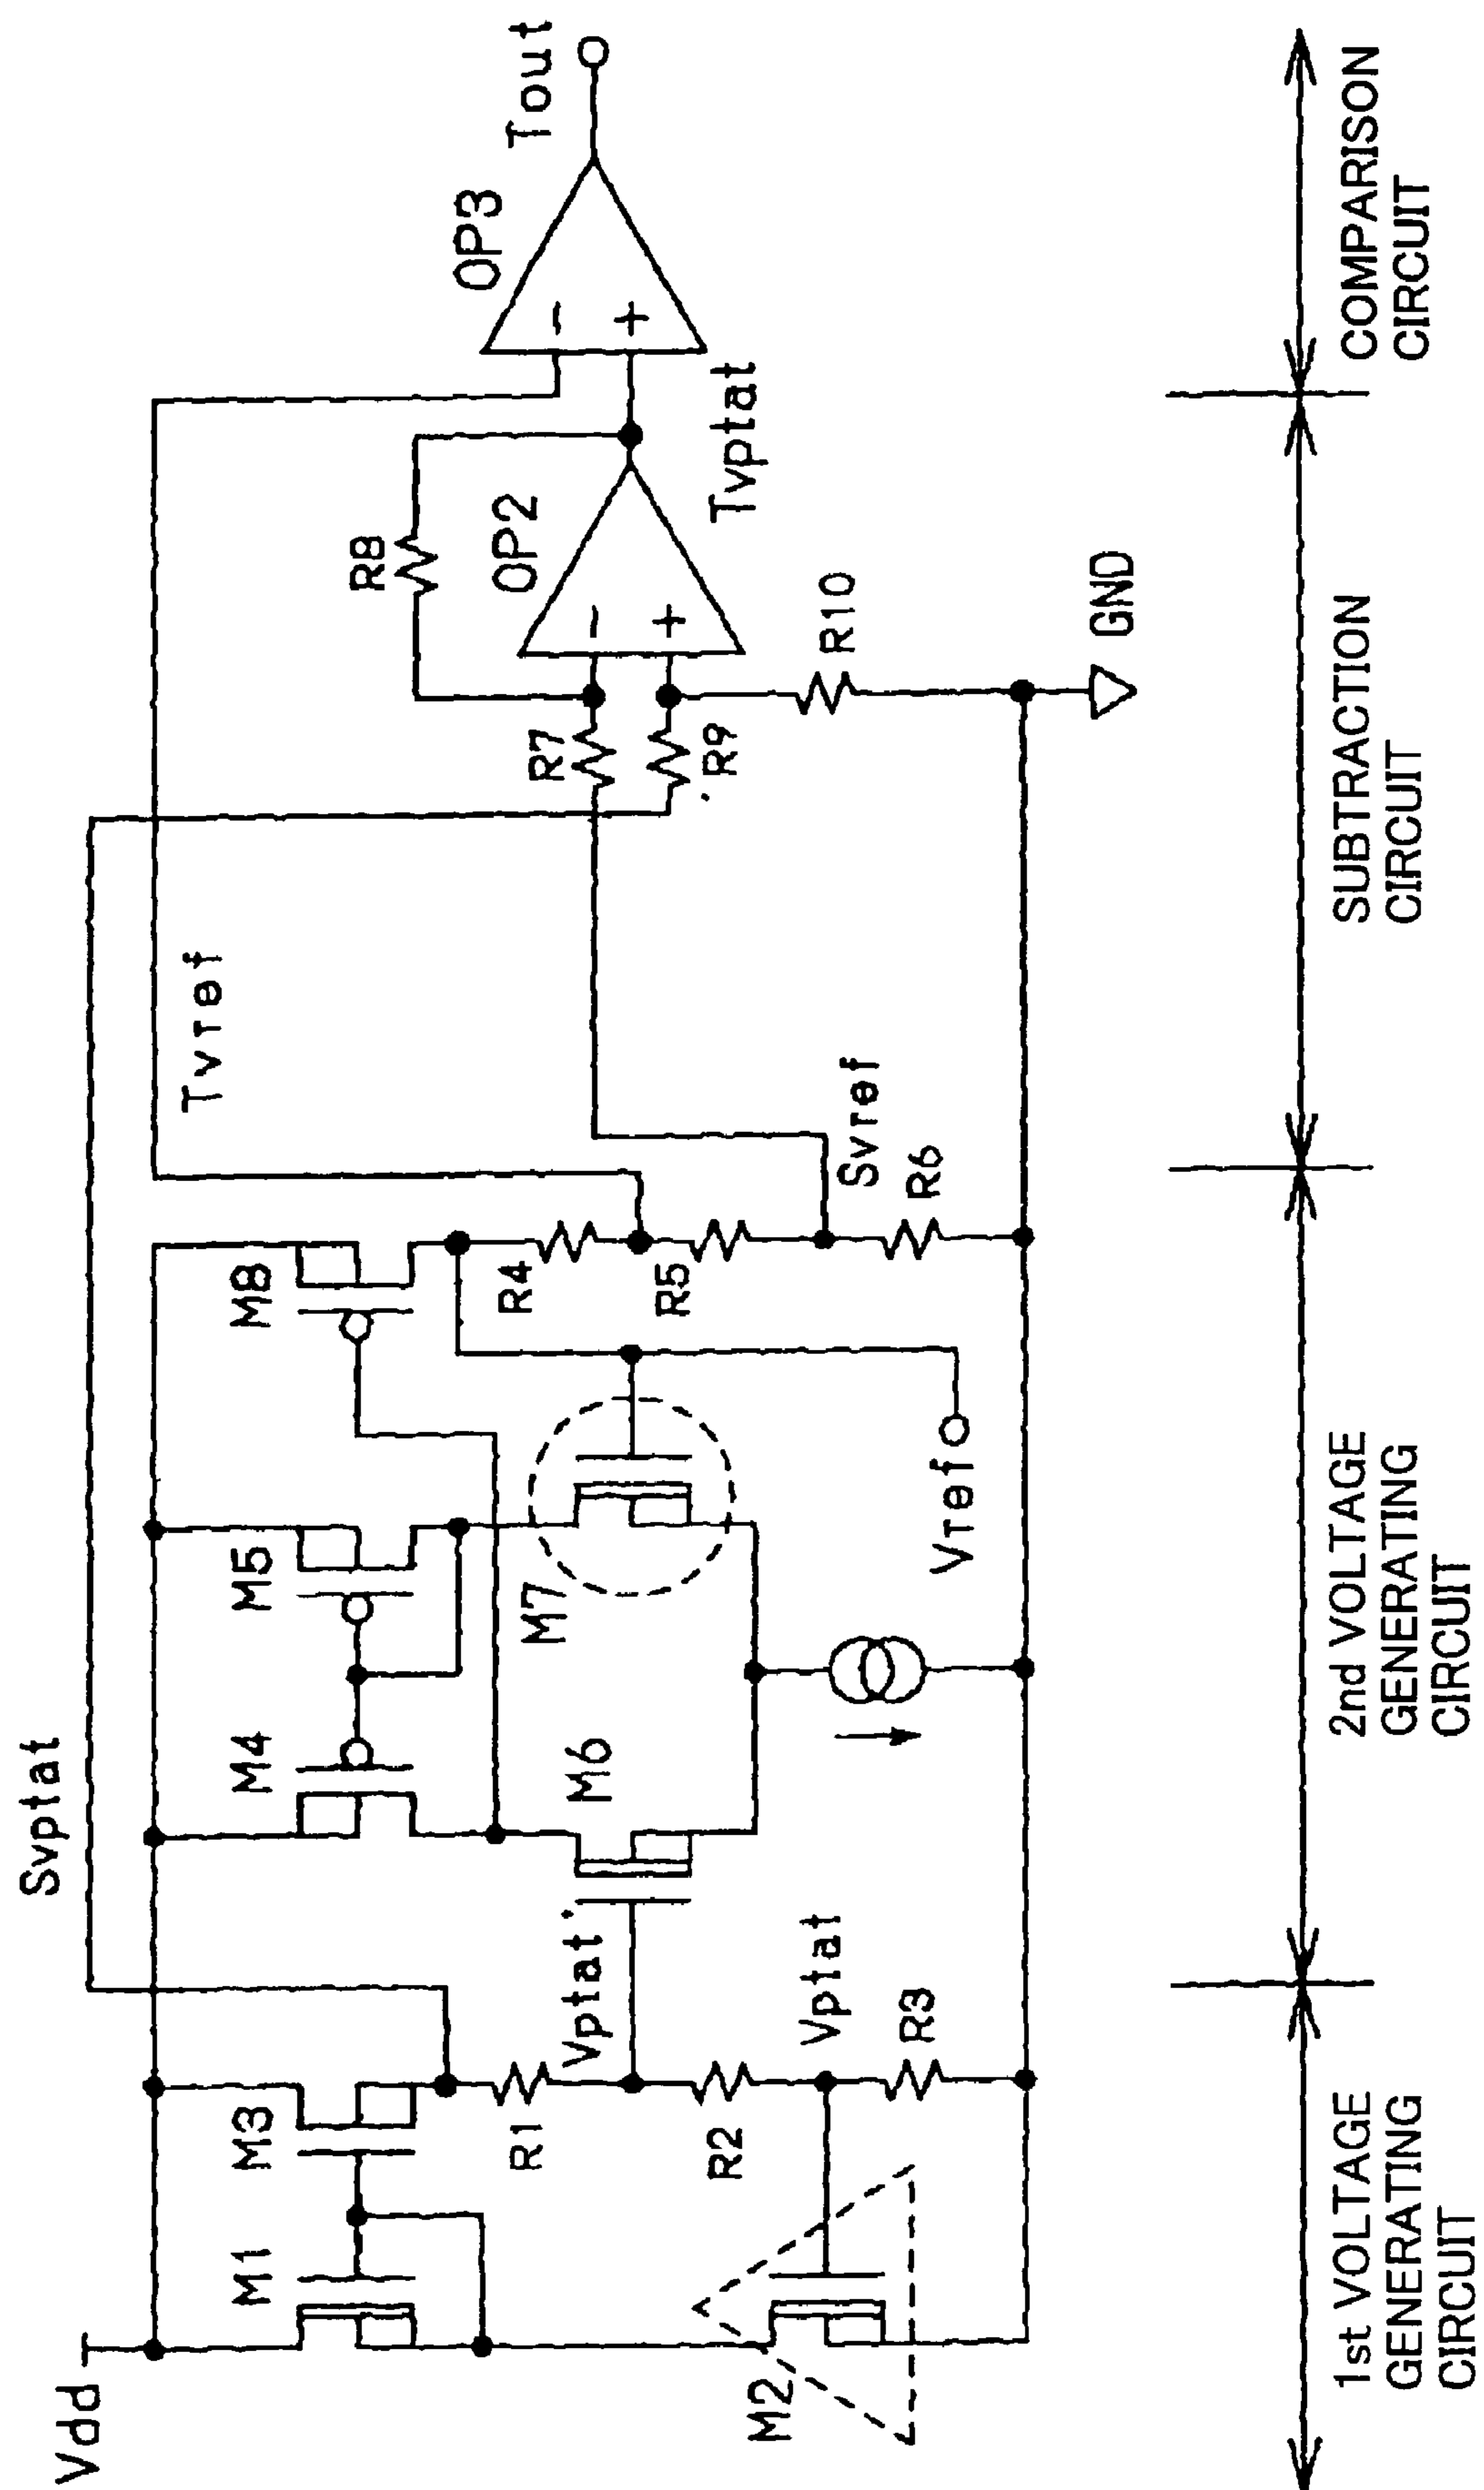 Vdd
Svptat
Tvref
M1
M3
M4
M5
M8
R1
R2
R3
Vptat'
Vptat
M2
M6
M7
Vref
R4
R5
R6
Svref
R7
R8
R9
R10
OP2
OP3
-
+
-
+
Tvptat
Tout
GND
1st VOLTAGE
GENERATING
CIRCUIT
2nd VOLTAGE
GENERATING
CIRCUIT
SUBTRACTION
CIRCUIT
COMPARISON
CIRCUIT